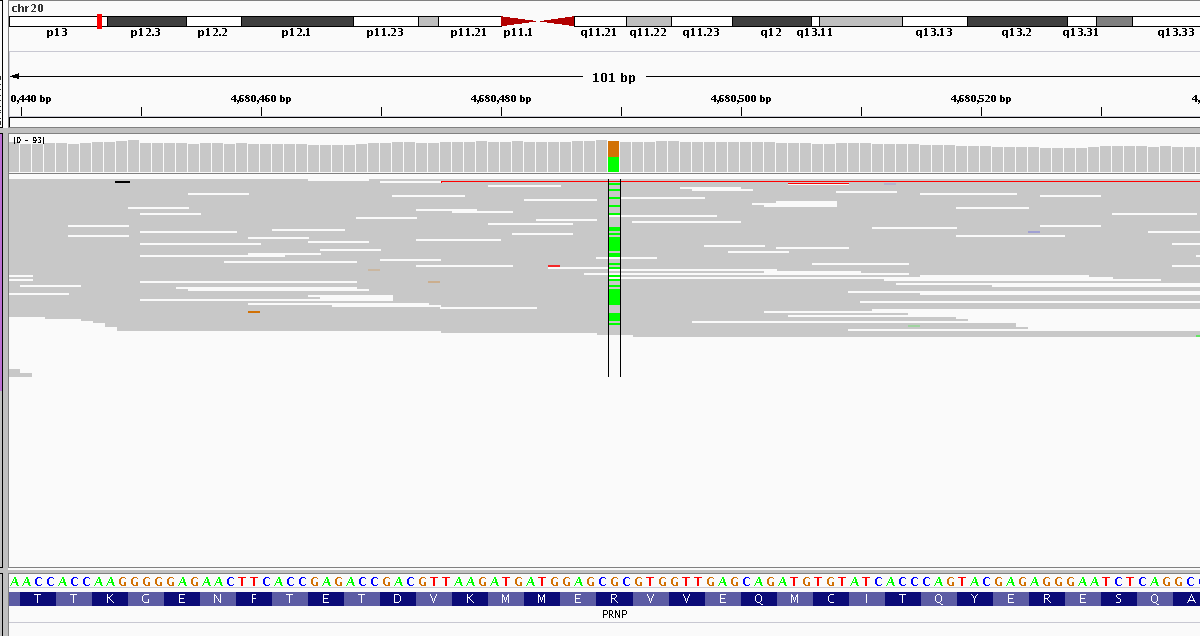 chr20
p13 p12.3 p12.2 p12.1 p11.23 p11.21 p11.1 q11.21 q11.22 q11.23 q12 q13.11 q13.13 q13.2 q13.31 q13.33
101 bp
0,440 bp 4,680,460 bp 4,680,480 bp 4,680,500 bp 4,680,520 bp 4,
[0 - 93]
AACCACCAAGGGGGAGAACTTCACCGAGACCGACGTTAAGATGATGGAGCGCGTGGTTGAGCAGATGTGTATCACCCAGTACGAGAGGGAATCTCAGGC
T T K G E N F T E T D V K M M E R V V E Q M C I T Q Y E R E S Q A
PRNP